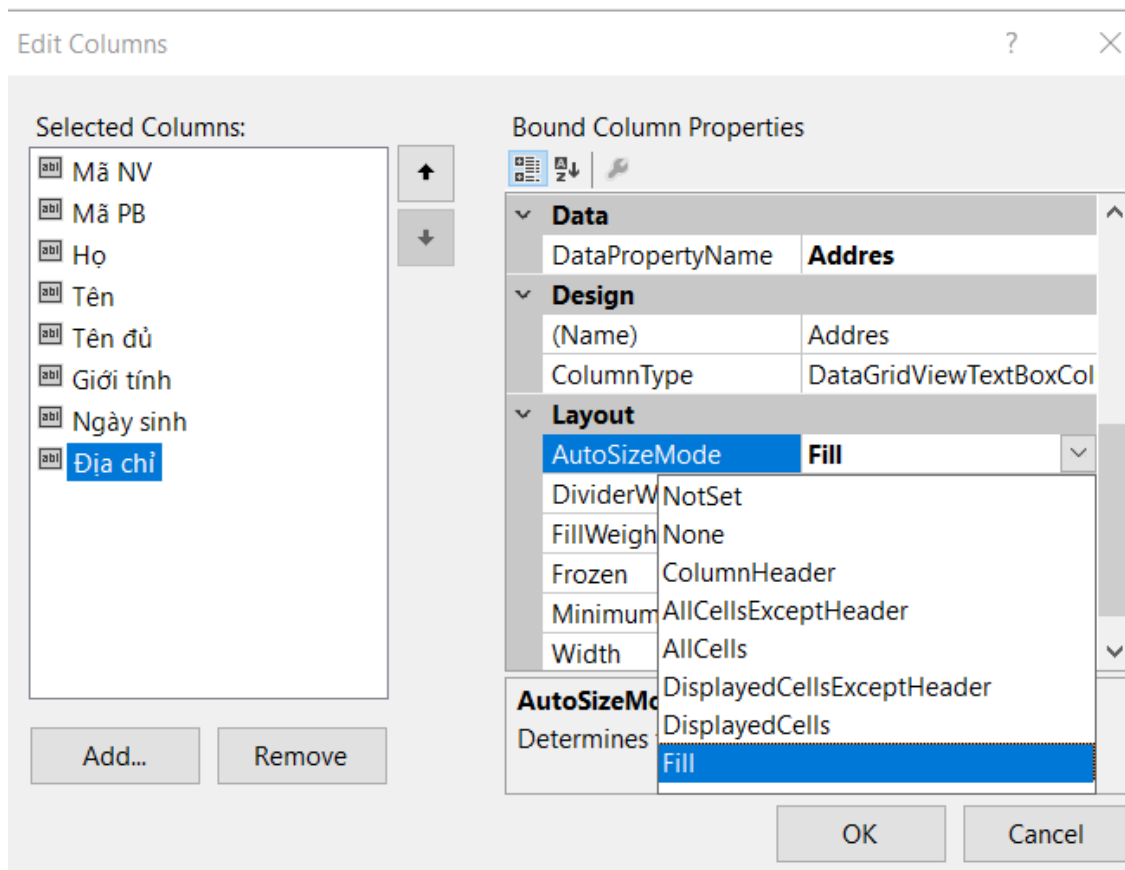 Edit Columns
Selected Columns:
Mã NV
Mã PB
Họ
Tên
Tên đủ
Giới tính
Ngày sinh
Địa chỉ
Add...
Remove
Bound Column Properties
Data
DataPropertyName Addres
Design
(Name) Addres
ColumnType DataGridViewTextBoxCol
Layout
AutoSizeMode Fill
DividerW
FillWeigh
Frozen
Minimum
Width
NotSet
None
ColumnHeader
AllCellsExceptHeader
AllCells
DisplayedCellsExceptHeader
DisplayedCells
Fill
AutoSizeMo
Determines
OK
Cancel